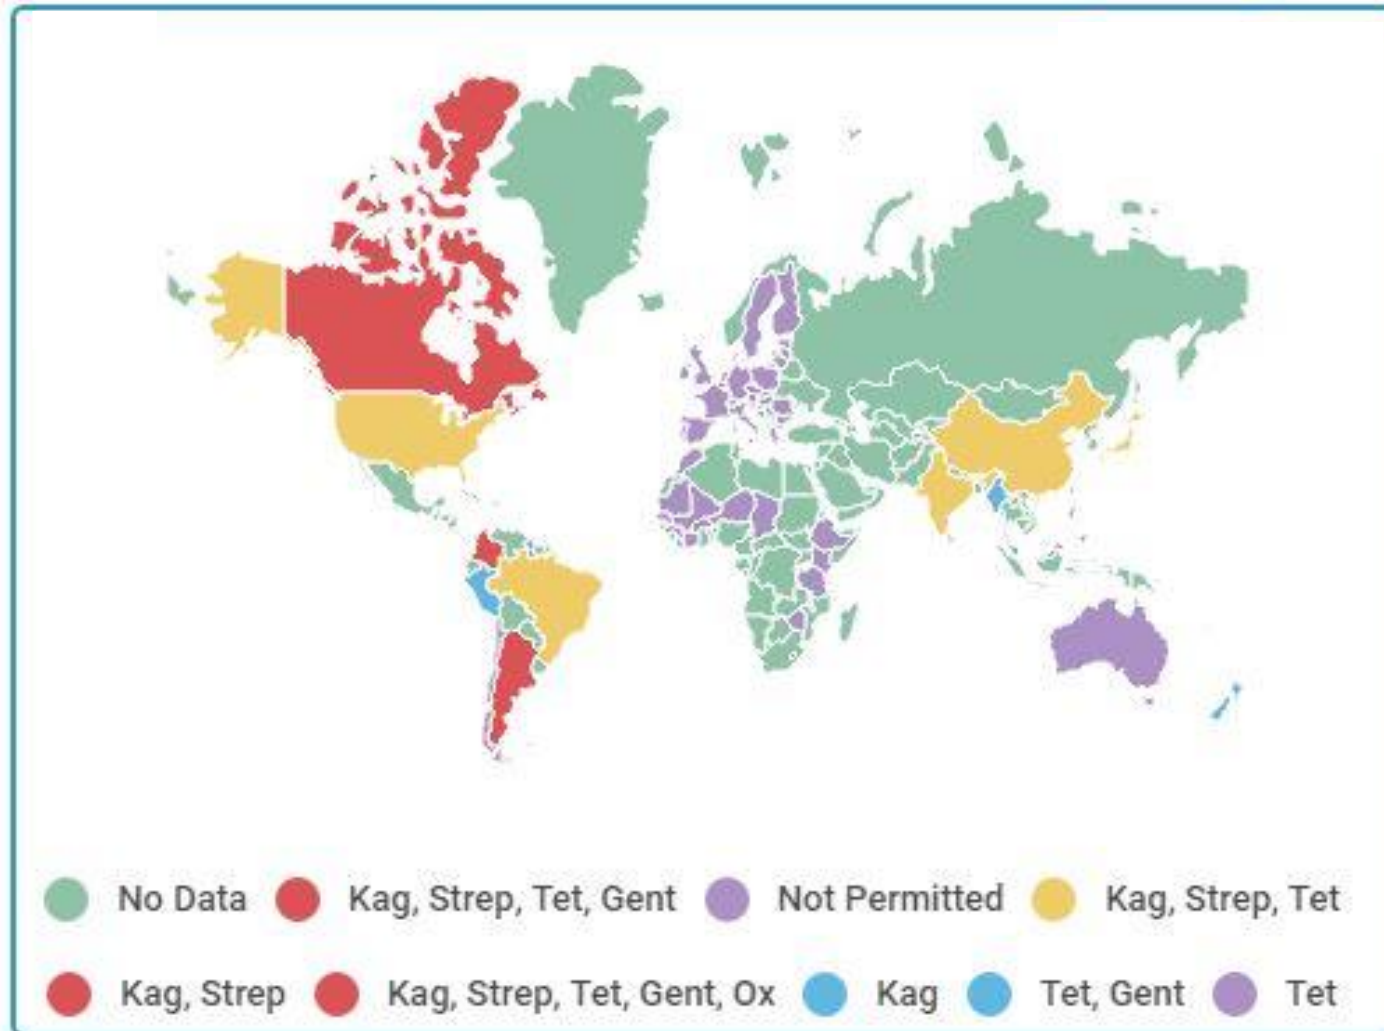 No Data Kag, Strep, Tet, Gent Not Permitted Kag, Strep, Tet
Kag, Strep Kag, Strep, Tet, Gent, Ox Kag Tet, Gent Tet